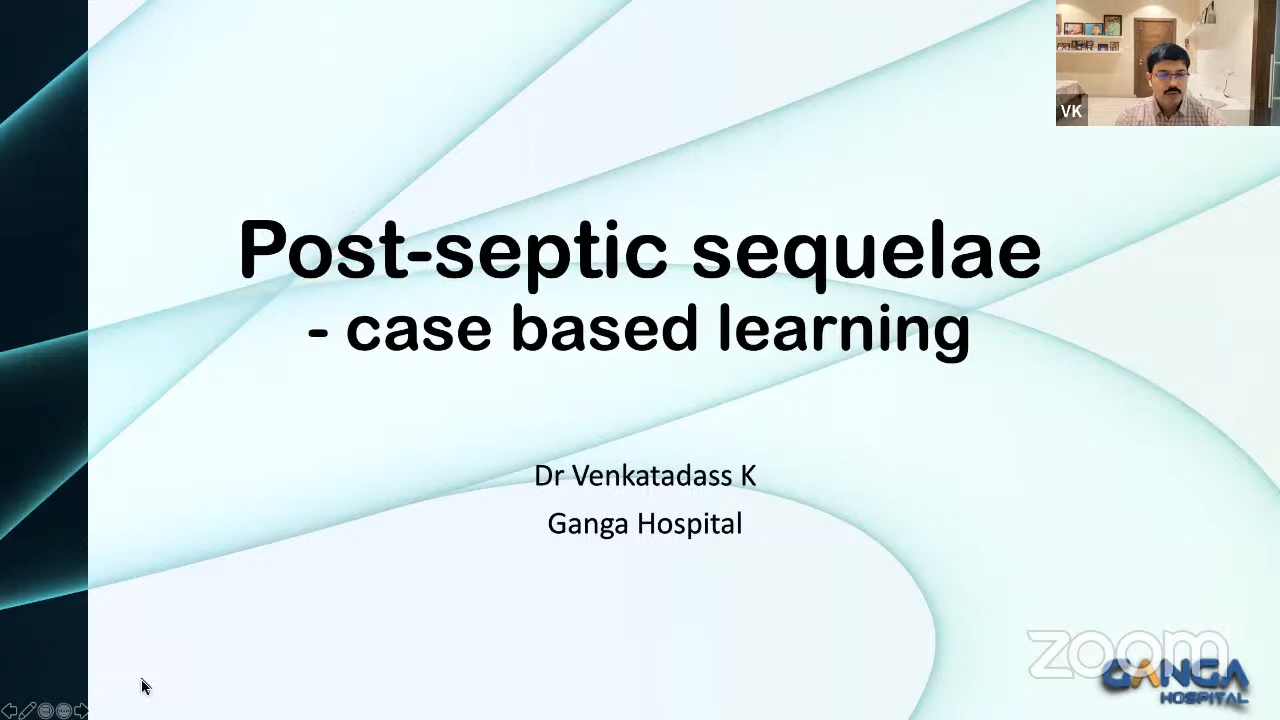 VK
Post-septic sequelae
- case based learning
Dr Venkatadass K
Ganga Hospital
zoom
GANGA
HOSPITAL